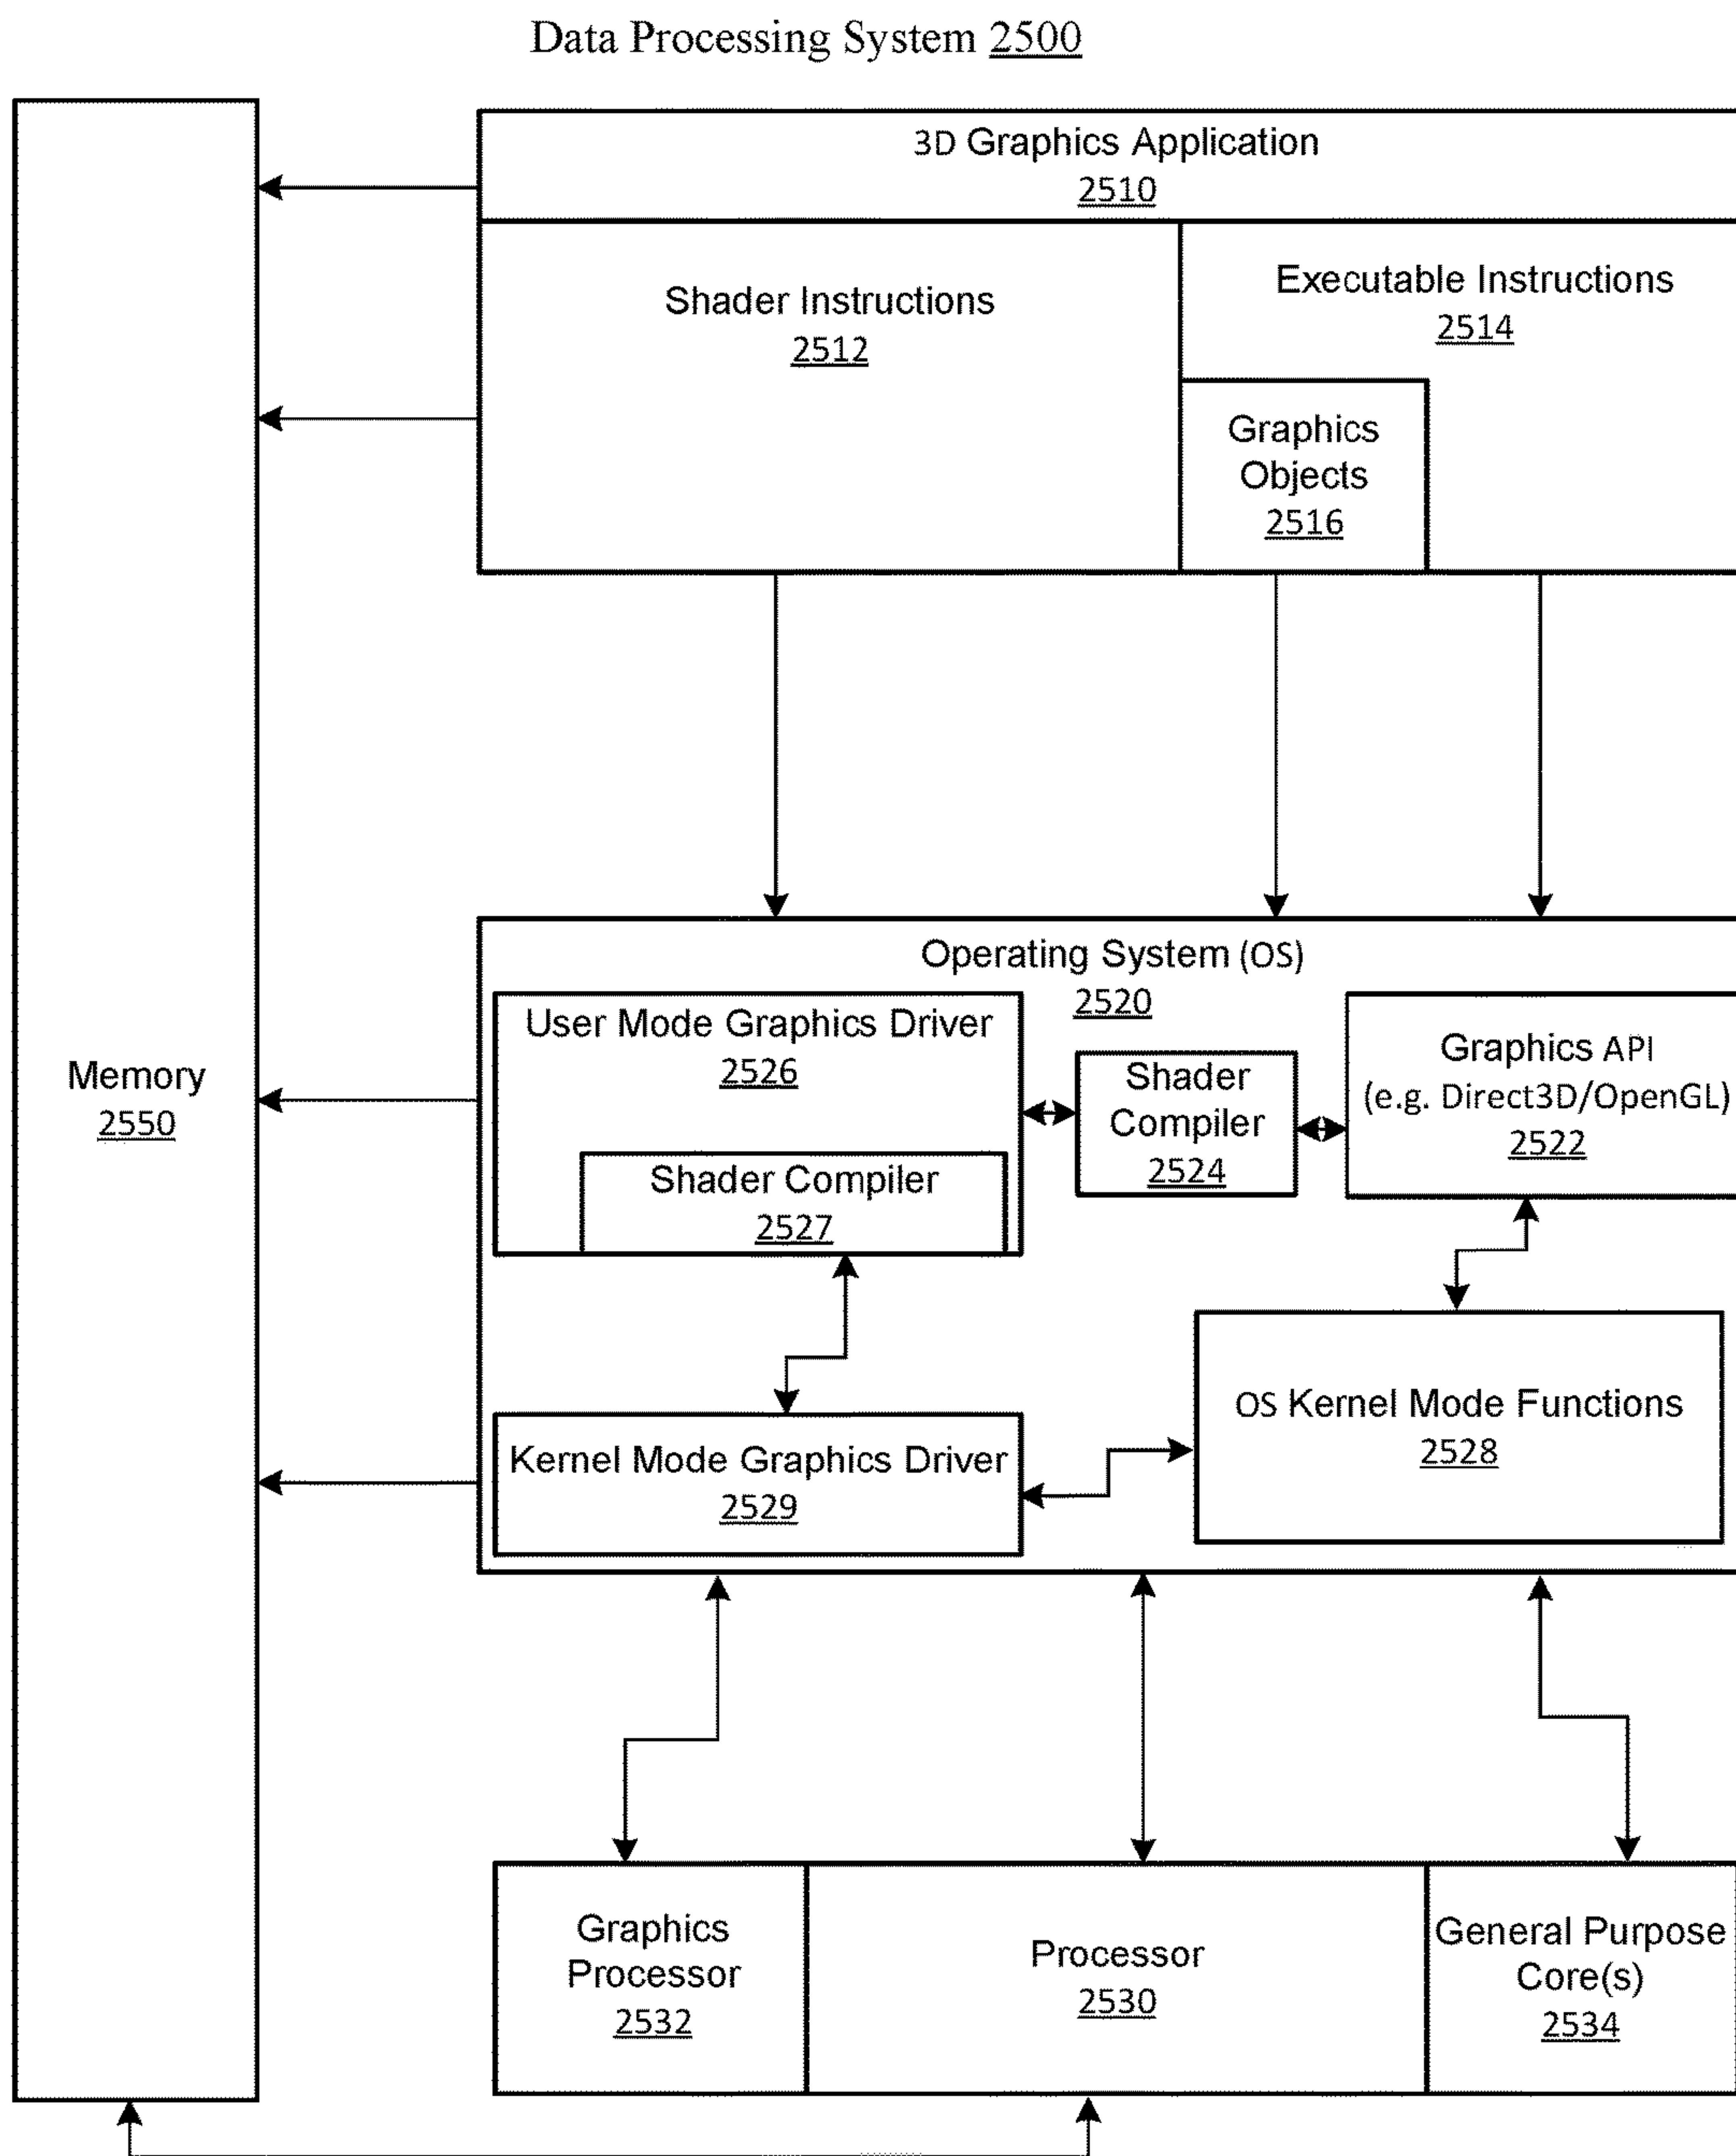 Data Processing System 2500
3D Graphics Application
2510
Shader Instructions
2512
Executable Instructions
2514
Graphics
Objects
2516
Memory
2550
Operating System (OS)
2520
User Mode Graphics Driver
2526
Shader Compiler
2527
Shader
Compiler
2524
Graphics API
(e.g. Direct3D/OpenGL)
2522
Kernel Mode Graphics Driver
2529
OS Kernel Mode Functions
2528
Graphics
Processor
2532
Processor
2530
General Purpose
Core(s)
2534